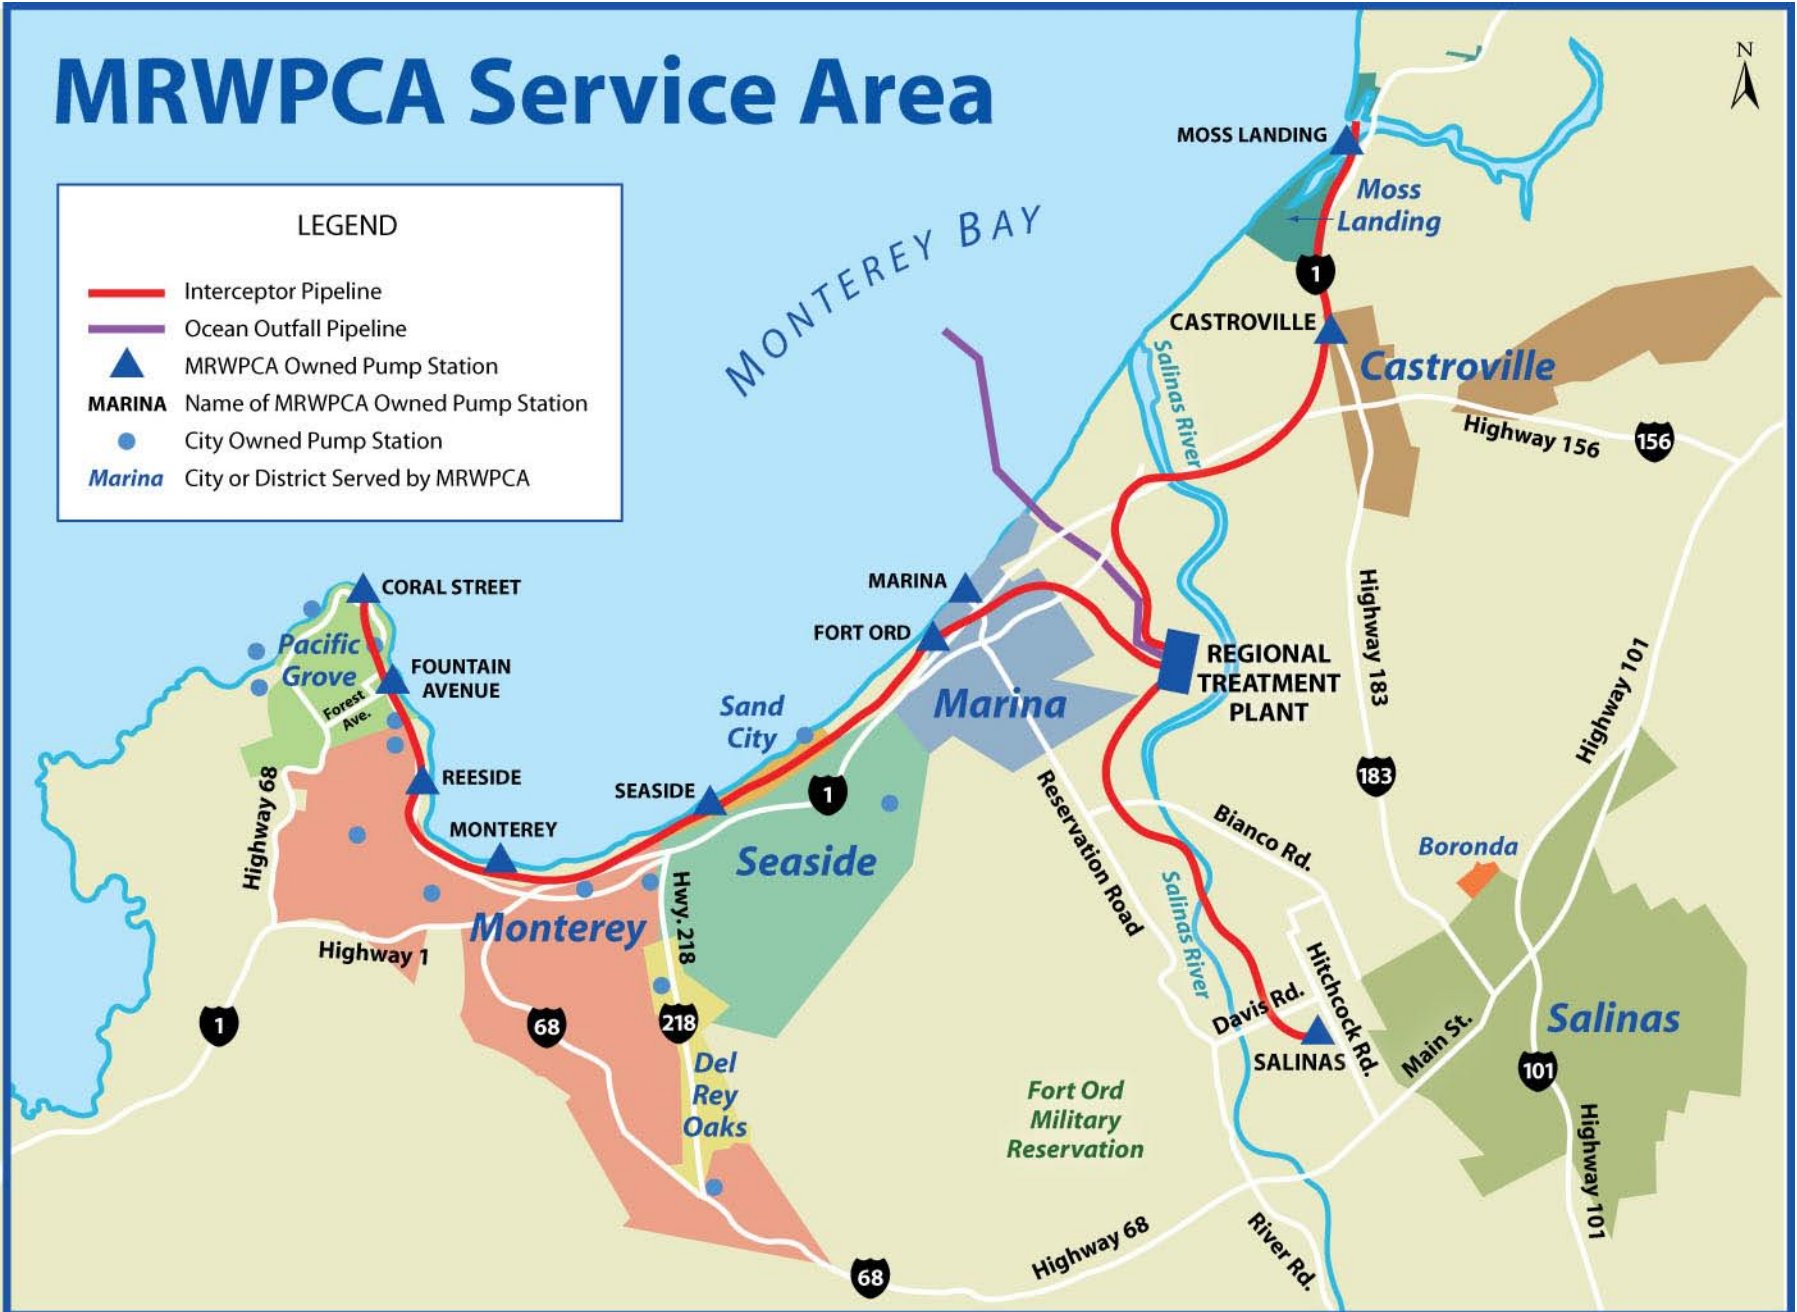 MRWPCA Service Area
N
LEGEND
Interceptor Pipeline
Ocean Outfall Pipeline
MRWPCA Owned Pump Station
MARINA Name of MRWPCA Owned Pump Station
City Owned Pump Station
Marina City or District Served by MRWPCA
MONTEREY BAY
MOSS LANDING
Moss
Landing
1
CASTROVILLE
Castroville
Salinas River
Highway 156
156
MARINA
FORT ORD
Marina
REGIONAL
TREATMENT
PLANT
Highway 183
183
Highway 101
CORAL STREET
Pacific
Grove
FOUNTAIN
AVENUE
Forest
Ave.
REESIDE
MONTEREY
Highway 68
Sand
City
SEASIDE
1
Seaside
Monterey
Highway 1
1
68
Hwy. 218
218
Del
Rey
Oaks
Reservation Road
Bianco Rd.
Boronda
Salinas River
Hitchcock Rd.
Davis Rd.
SALINAS
Main St.
Salinas
101
Highway 101
Fort Ord
Military
Reservation
68
Highway 68
River Rd.